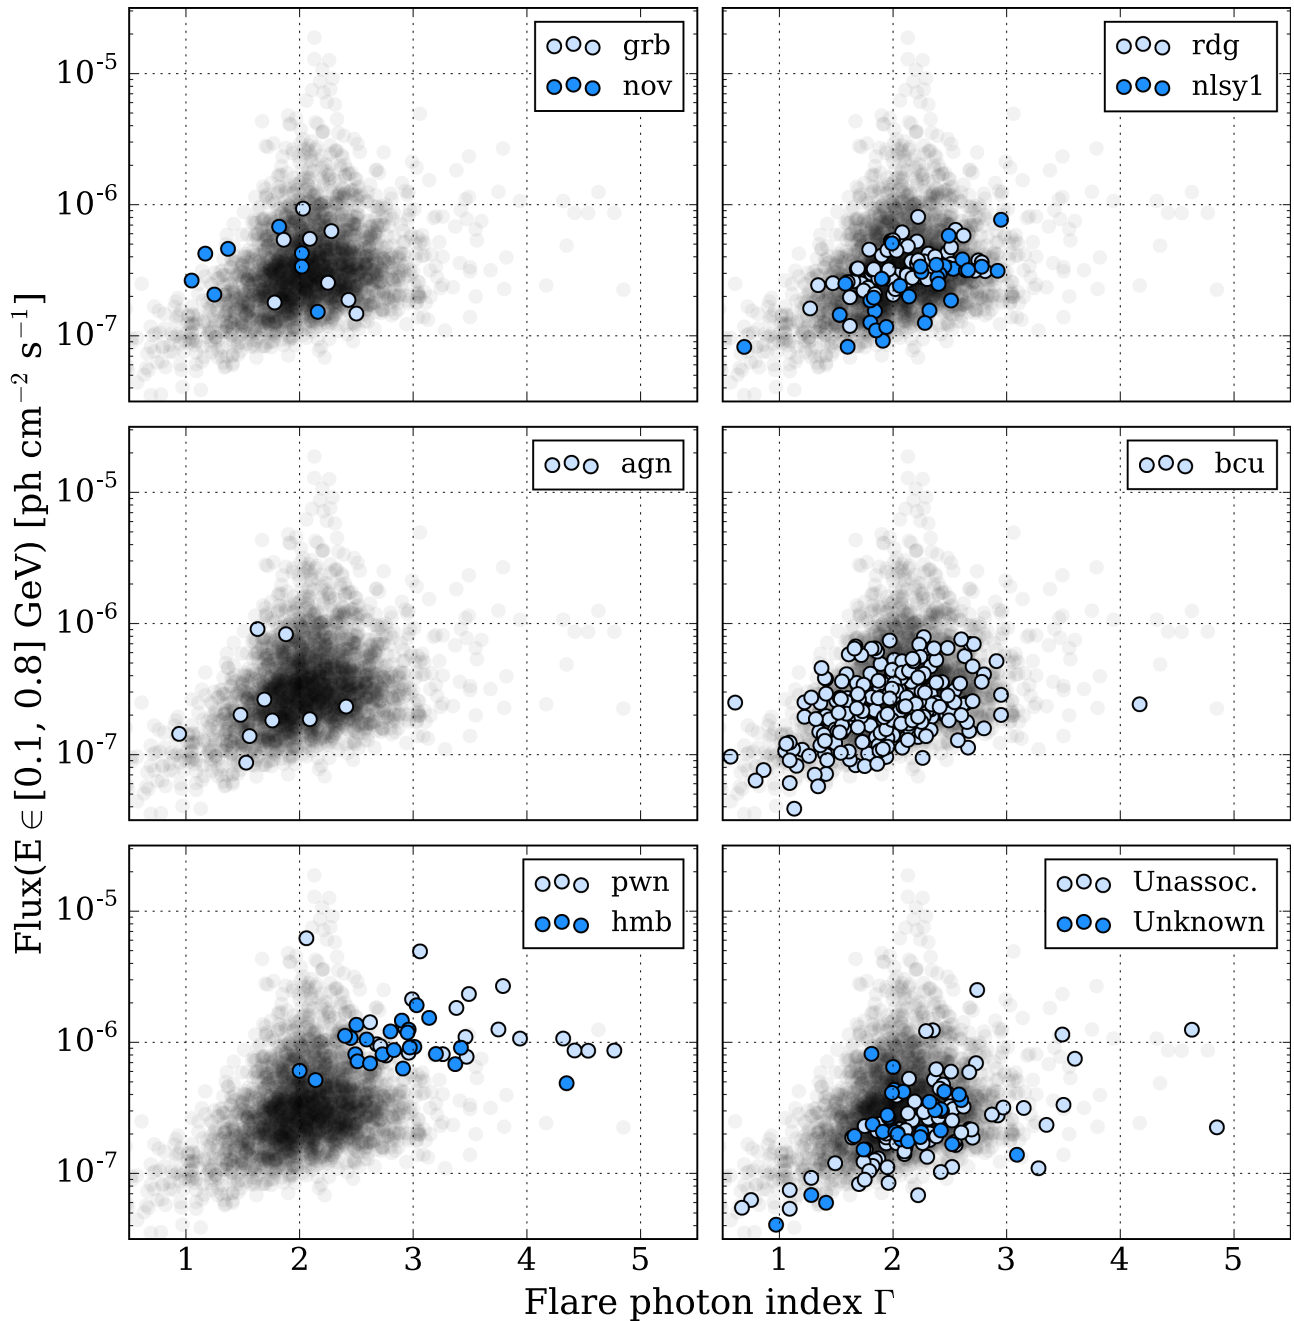 grb
nov
rdg
nlsy1
10⁻⁵
10⁻⁶
10⁻⁷
agn
bcu
10⁻⁵
10⁻⁶
10⁻⁷
pwn
hmb
Unassoc.
Unknown
10⁻⁵
10⁻⁶
10⁻⁷
1 2 3 4 5
1 2 3 4 5
Flux(E ∈ [0.1, 0.8] GeV) [ph cm⁻² s⁻¹]
Flare photon index Γ